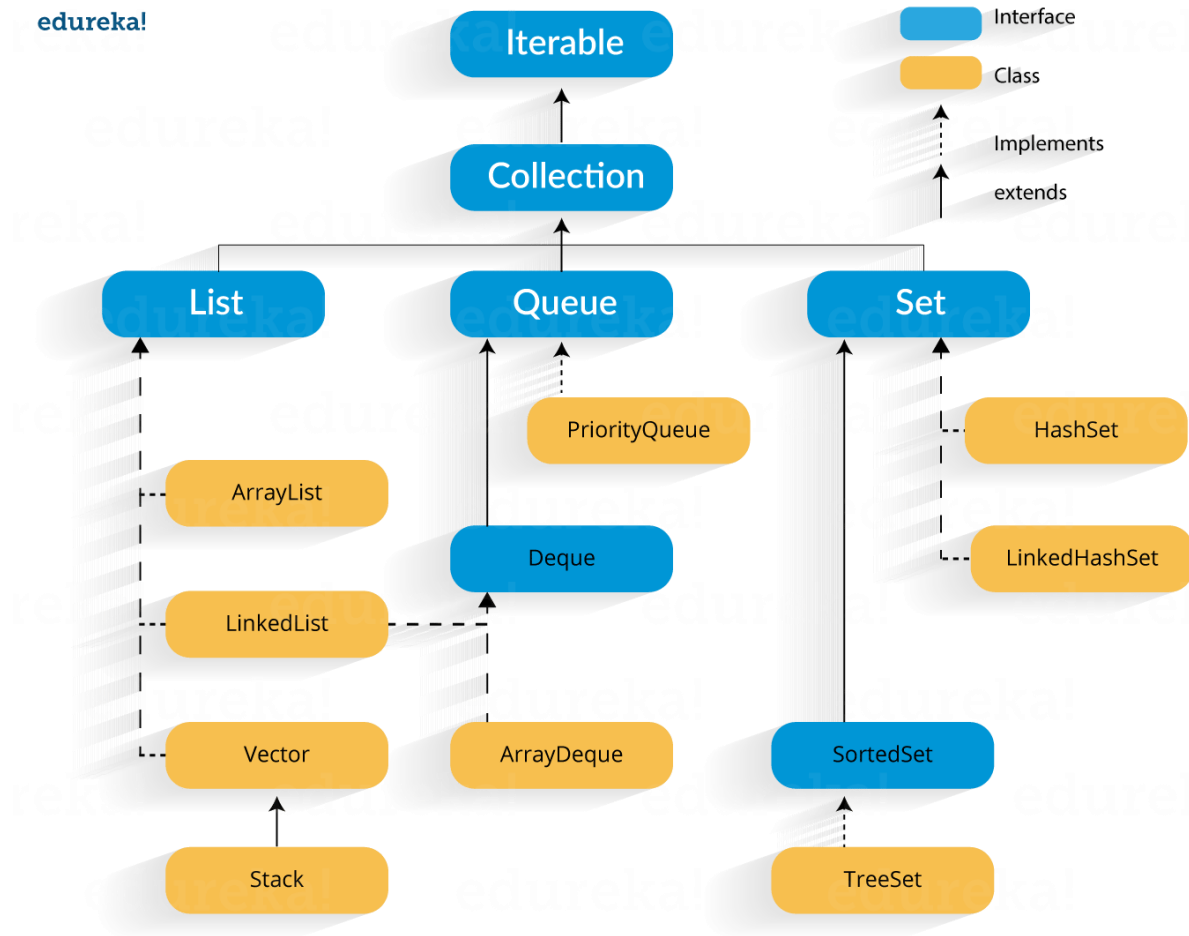 edureka!
Iterable
Interface
Class
Implements
extends
Collection
List
Queue
Set
PriorityQueue
HashSet
ArrayList
Deque
LinkedHashSet
LinkedList
Vector
ArrayDeque
SortedSet
Stack
TreeSet